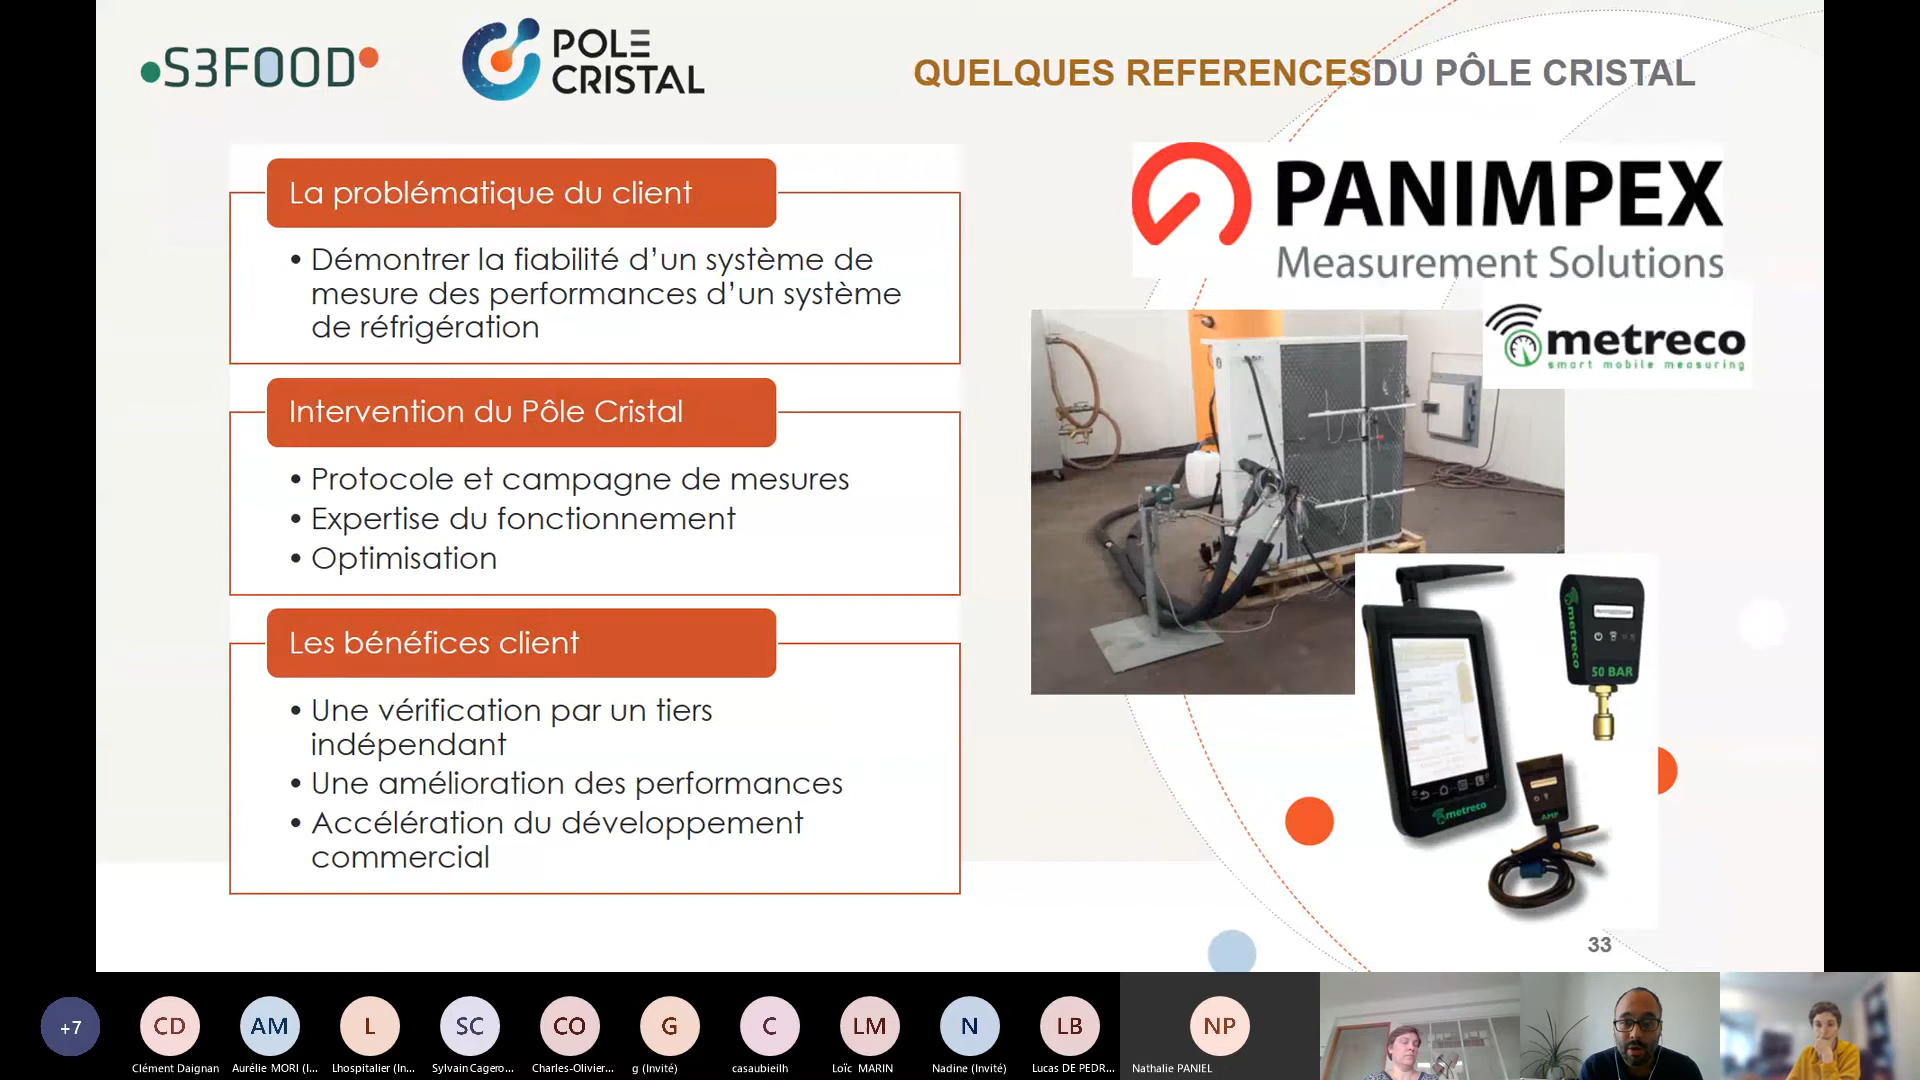 S3FOOD
POLE
CRISTAL
QUELQUES REFERENCESDU PÔLE CRISTAL
La problématique du client
• Démontrer la fiabilité d’un système de
mesure des performances d’un système
de réfrigération
Intervention du Pôle Cristal
• Protocole et campagne de mesures
• Expertise du fonctionnement
• Optimisation
Les bénéfices client
• Une vérification par un tiers
indépendant
• Une amélioration des performances
• Accélération du développement
commercial
PANIMPEX
Measurement Solutions
metreco
smart mobile measuring
metreco
50 BAR
metreco
AMP
33
+7
CD
AM
L
SC
CO
G
C
LM
N
LB
NP
Clément Daignan
Aurélie MORI (I...
Lhospitalier (In...
Sylvain Cagero...
Charles-Olivier...
g (Invité)
casaubieilh
Loïc MARIN
Nadine (Invité)
Lucas DE PEDR...
Nathalie PANIEL